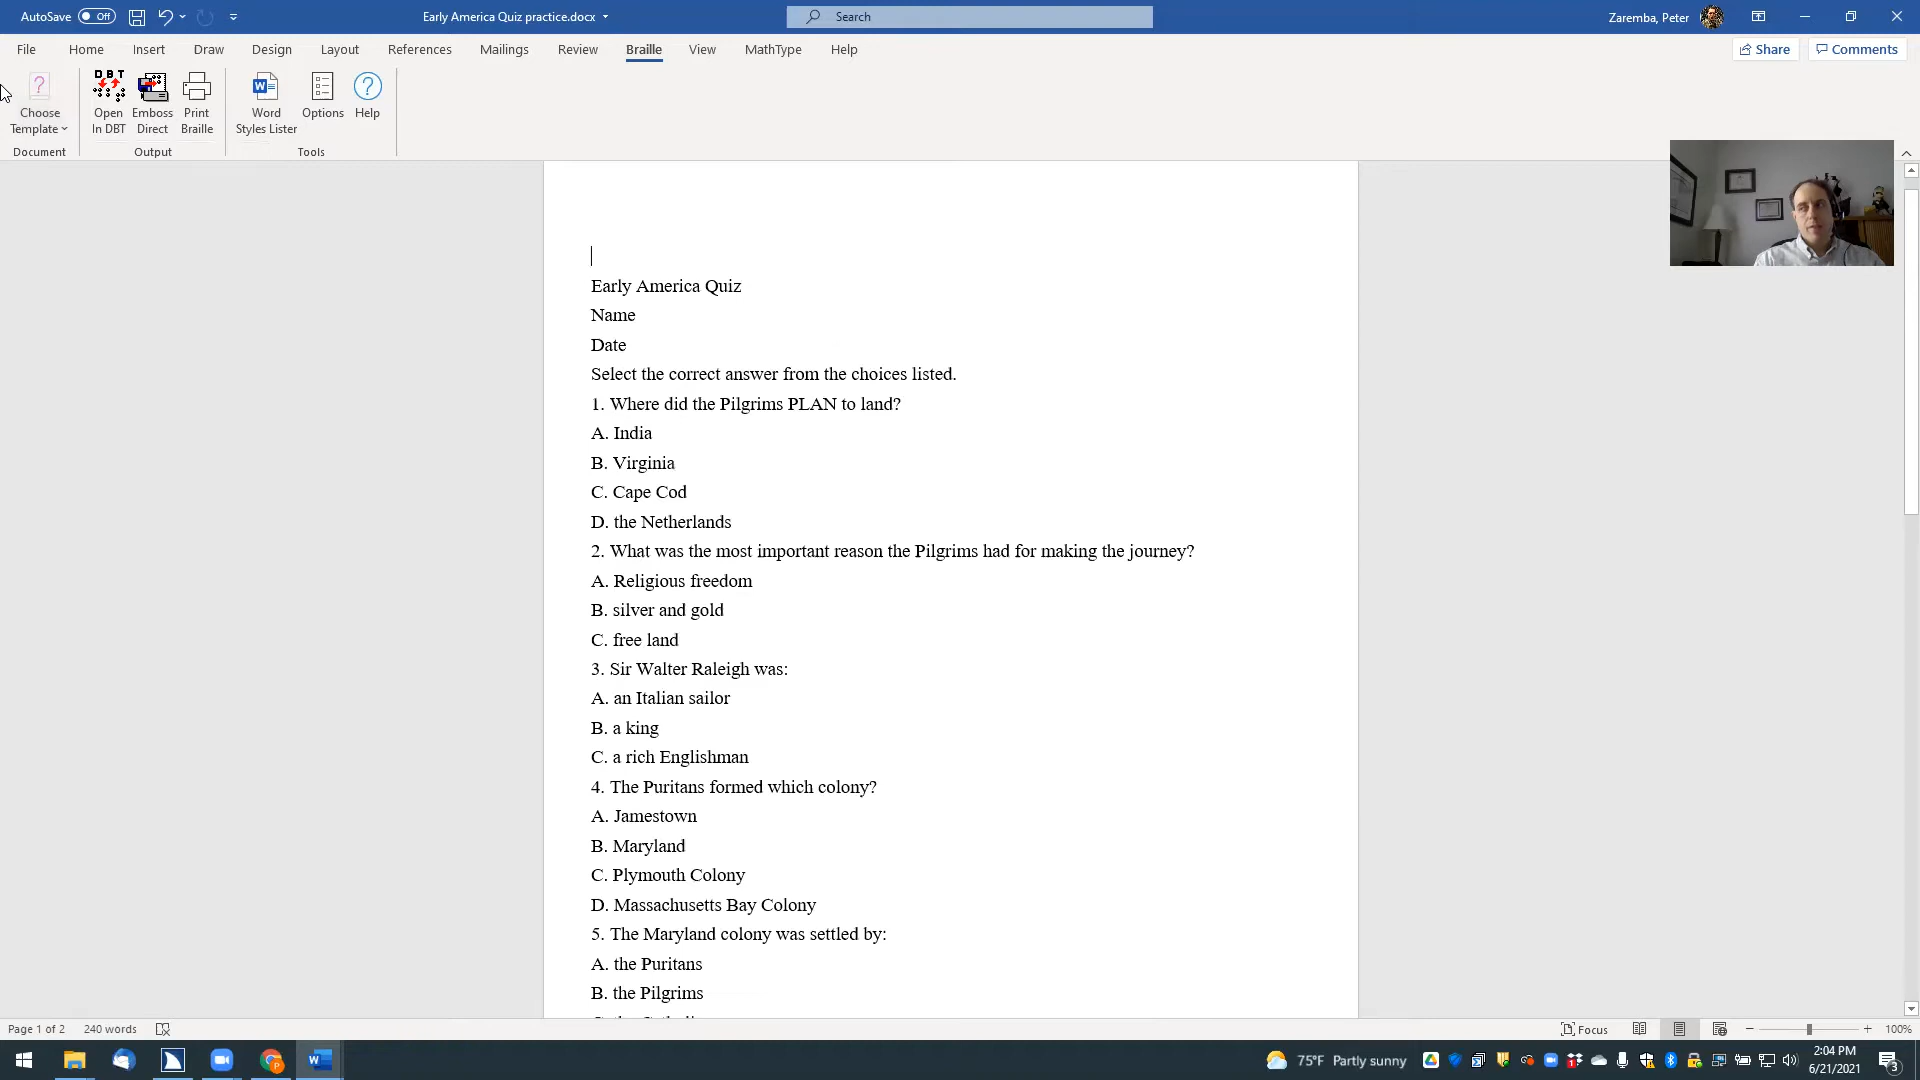 AutoSave Off Early America Quiz practice.docx Search Zaremba, Peter
File Home Insert Draw Design Layout References Mailings Review Braille View MathType Help Share Comments
Choose Template
Open In DBT
Emboss Direct
Print Braille
Word Styles Lister
Options
Help
Document Output Tools
Early America Quiz
Name
Date
Select the correct answer from the choices listed.
1. Where did the Pilgrims PLAN to land?
A. India
B. Virginia
C. Cape Cod
D. the Netherlands
2. What was the most important reason the Pilgrims had for making the journey?
A. Religious freedom
B. silver and gold
C. free land
3. Sir Walter Raleigh was:
A. an Italian sailor
B. a king
C. a rich Englishman
4. The Puritans formed which colony?
A. Jamestown
B. Maryland
C. Plymouth Colony
D. Massachusetts Bay Colony
5. The Maryland colony was settled by:
A. the Puritans
B. the Pilgrims
Page 1 of 2 240 words Focus 100%
75°F Partly sunny 2:04 PM
6/21/2021 3